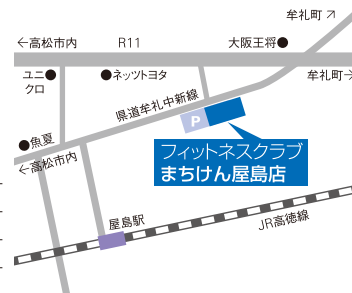 牟礼町↗
←高松市内
R11
大阪王将●
ユニ●
クロ
●ネッツトヨタ
牟礼町→
県道牟礼中新線
P
●魚夏
←高松市内
フィットネスクラブ
まちけん屋島店
屋島駅
JR高徳線